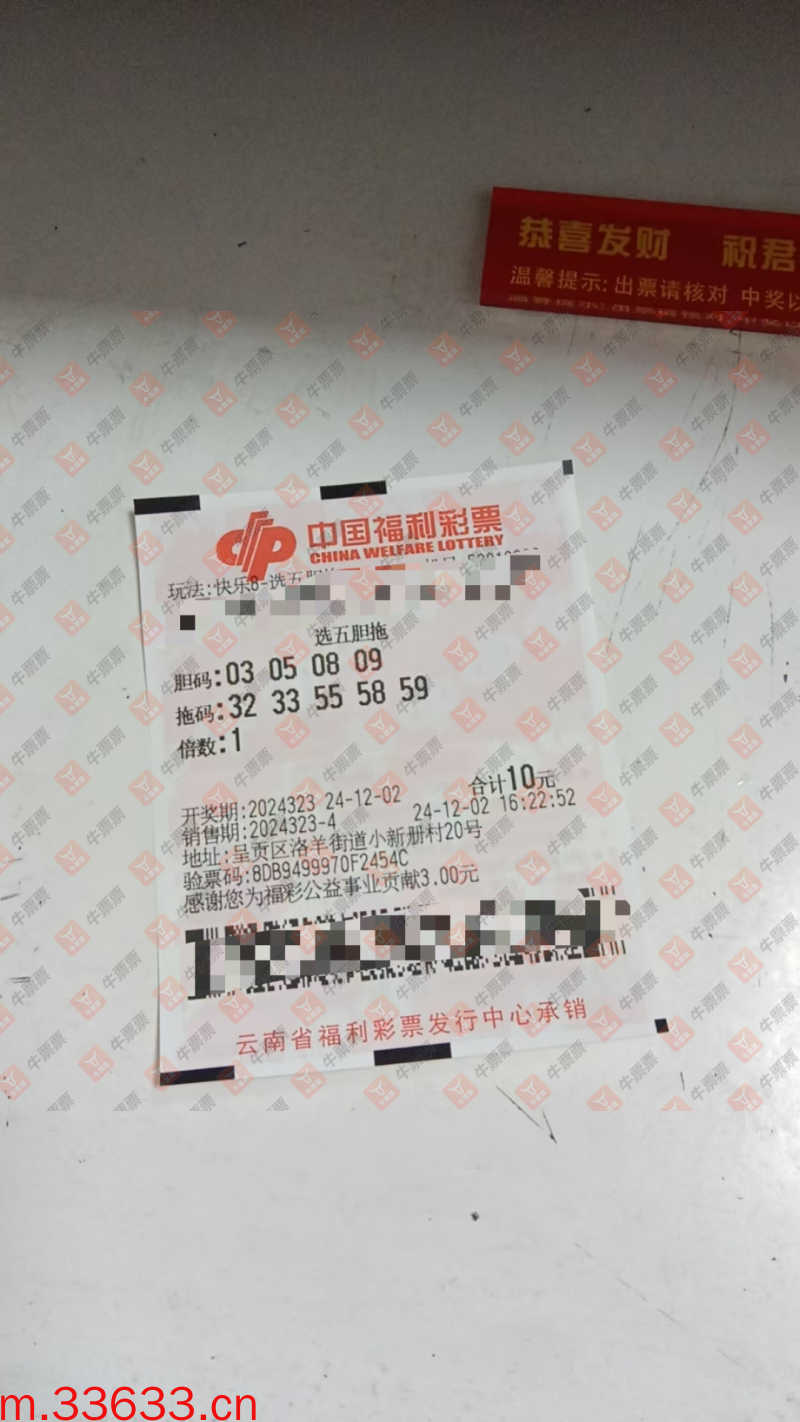 恭喜发财 祝君
温馨提示:出票请核对 中奖以
中国福利彩票
CHINA WELFARE LOTTERY
玩法:快乐8-选五胆
选五胆拖
胆码:03 05 08 09
拖码:32 33 55 58 59
倍数:1
合计10元
开奖期:2024323 24-12-02
销售期:2024323-4 24-12-02 16:22:52
地址:呈贡区洛羊街道小新册村20号
验票码:8DB9499970F2454C
感谢您为福彩公益事业贡献3.00元
云南省福利彩票发行中心承销
牛票票
m.33633.cn